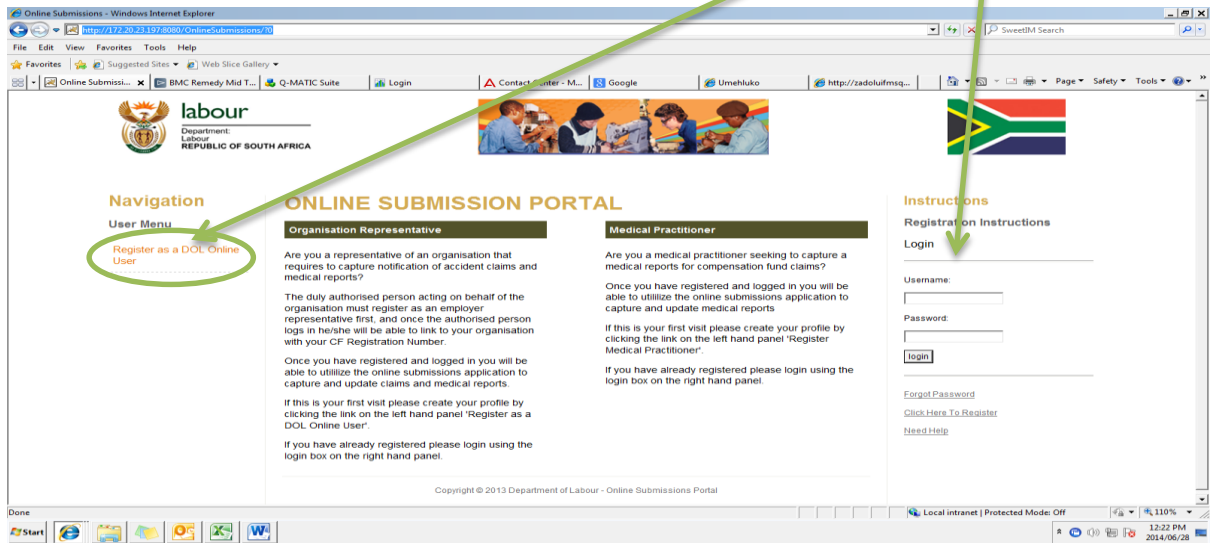 Online Submissions - Windows Internet Explorer
http://172.20.23.197:8080/OnlineSubmissions/?0
SweetIM Search
File Edit View Favorites Tools Help
Favorites Suggested Sites Web Slice Gallery
Online Submissi... BMC Remedy Mid T... Q-MATIC Suite Login Contact Center - M... Google Umehluko http://zadoluifmsq... Page Safety Tools
labour
Department:
Labour
REPUBLIC OF SOUTH AFRICA
Navigation
User Menu
Register as a DOL Online
User
ONLINE SUBMISSION PORTAL
Organisation Representative
Are you a representative of an organisation that
requires to capture notification of accident claims and
medical reports?
The duly authorised person acting on behalf of the
organisation must register as an employer
representative first, and once the authorised person
logs in he/she will be able to link to your organisation
with your CF Registration Number.
Once you have registered and logged in you will be
able to utililize the online submissions application to
capture and update claims and medical reports.
If this is your first visit please create your profile by
clicking the link on the left hand panel 'Register as a
DOL Online User'.
If you have already registered please login using the
login box on the right hand panel.
Medical Practitioner
Are you a medical practitioner seeking to capture a
medical reports for compensation fund claims?
Once you have registered and logged in you will be
able to utililize the online submissions application to
capture and update medical reports
If this is your first visit please create your profile by
clicking the link on the left hand panel 'Register
Medical Practitioner'.
If you have already registered please login using the
login box on the right hand panel.
Instructions
Registration Instructions
Login
Username:
Password:
login
Forgot Password
Click Here To Register
Need Help
Copyright © 2013 Department of Labour - Online Submissions Portal
Done
Local intranet | Protected Mode: Off
110%
Start
12:22 PM
2014/06/28